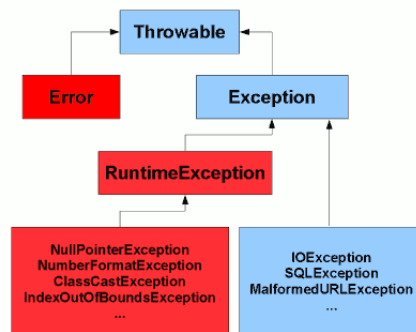 Throwable
Error
Exception
RuntimeException
NullPointerException
NumberFormatException
ClassCastException
IndexOutOfBoundsException
...
IOException
SQLException
MalformedURLException
...